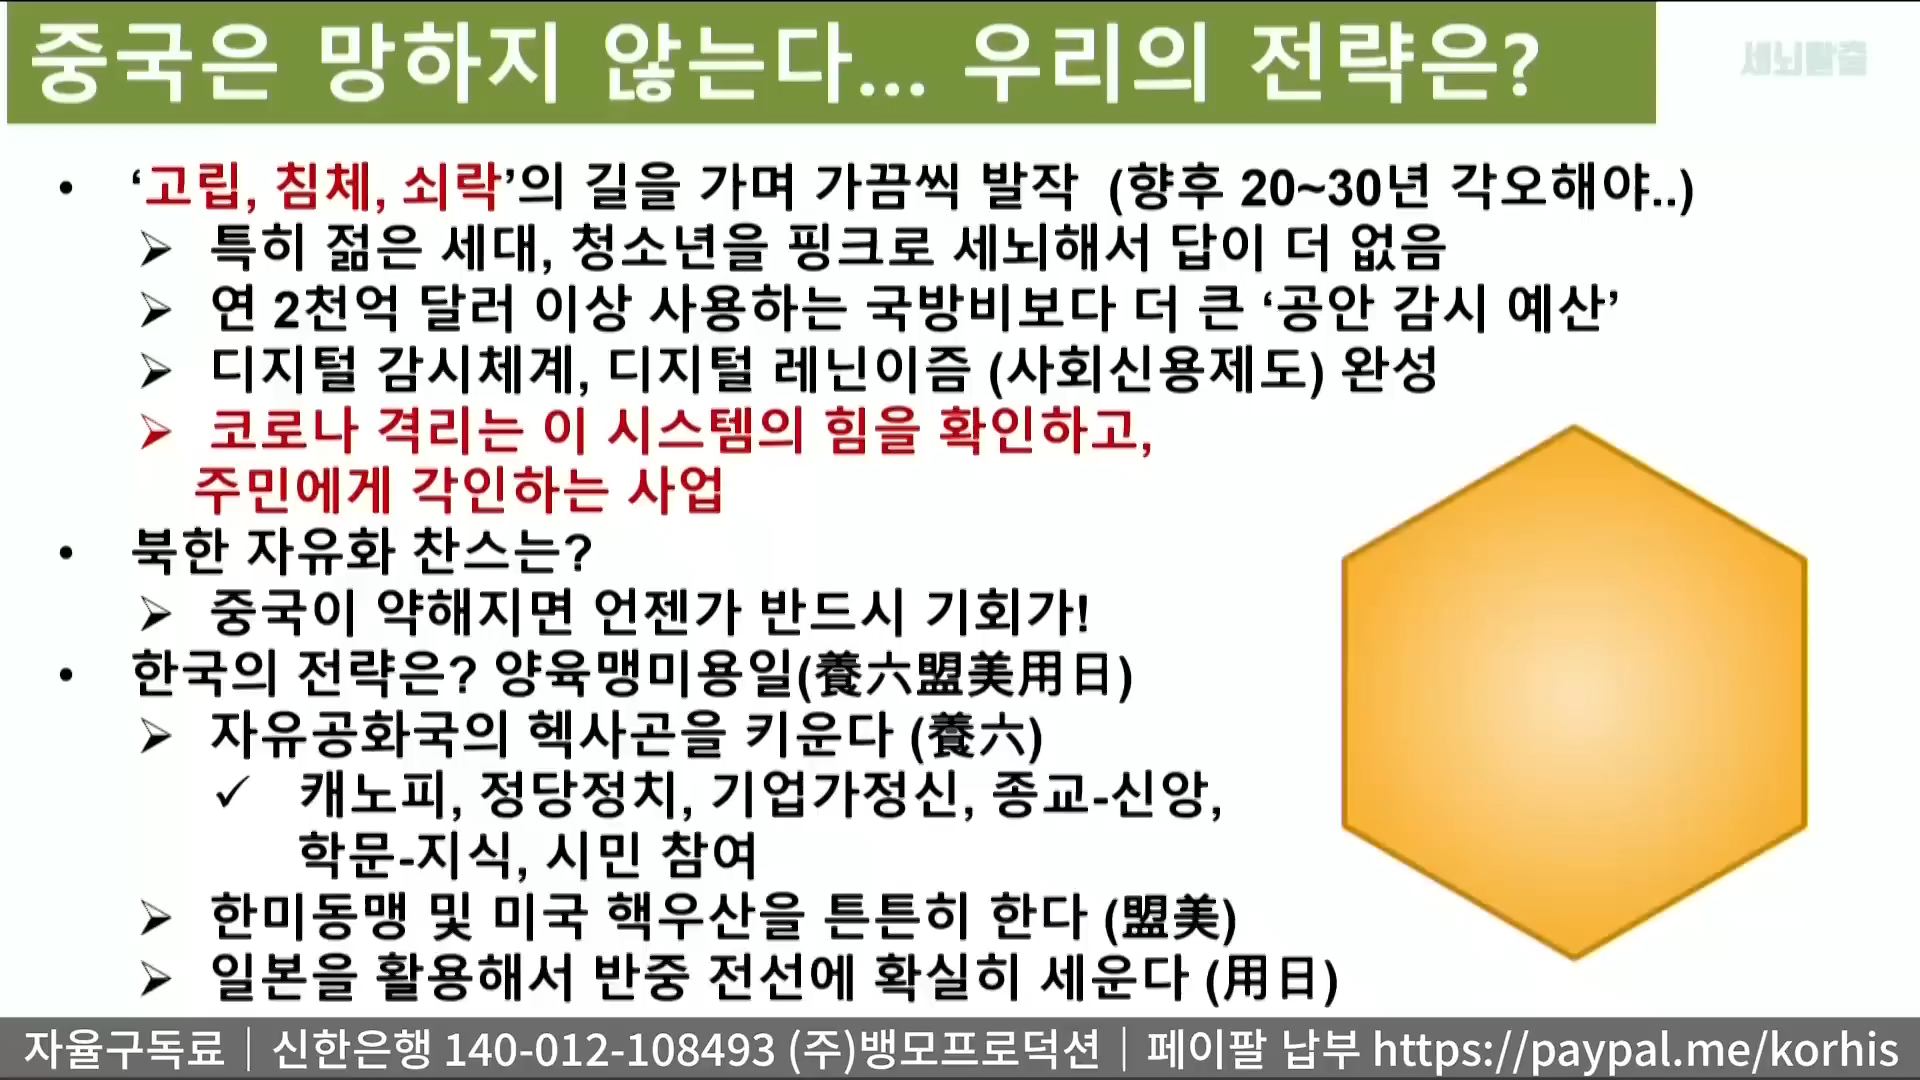 중국은 망하지 않는다... 우리의 전략은?
세뇌탈출
• ‘고립, 침체, 쇠락’의 길을 가며 가끔씩 발작 (향후 20~30년 각오해야..)
➢ 특히 젊은 세대, 청소년을 핑크로 세뇌해서 답이 더 없음
➢ 연 2천억 달러 이상 사용하는 국방비보다 더 큰 ‘공안 감시 예산’
➢ 디지털 감시체계, 디지털 레닌이즘 (사회신용제도) 완성
➢ 코로나 격리는 이 시스템의 힘을 확인하고,
주민에게 각인하는 사업
• 북한 자유화 찬스는?
➢ 중국이 약해지면 언젠가 반드시 기회가!
• 한국의 전략은? 양육맹미용일(養六盟美用日)
➢ 자유공화국의 헥사곤을 키운다 (養六)
✓ 캐노피, 정당정치, 기업가정신, 종교-신앙,
학문-지식, 시민 참여
➢ 한미동맹 및 미국 핵우산을 튼튼히 한다 (盟美)
➢ 일본을 활용해서 반중 전선에 확실히 세운다 (用日)
자율구독료 | 신한은행 140-012-108493 (주)뱅모프로덕션 | 페이팔 납부 https://paypal.me/korhis